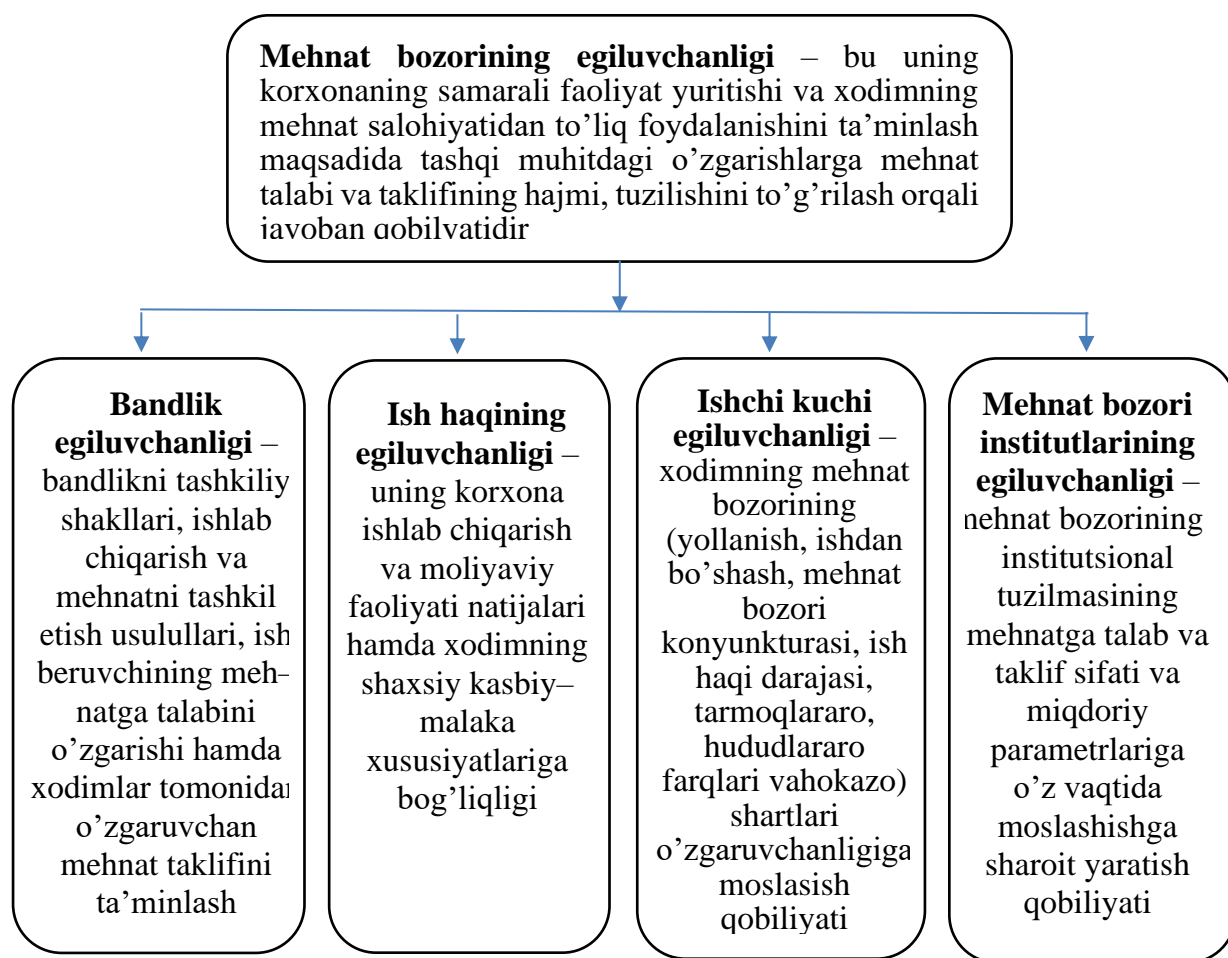 Mehnat bozorining egiluvchanligi – bu uning
korxonaning samarali faoliyat yuritishi va xodimning
mehnat salohiyatidan to’liq foydalanishini ta’minlash
maqsadida tashqi muhitdagi o’zgarishlarga mehnat
talabi va taklifining hajmi, tuzilishini to’g’rilash orqali
javoban qobilyatidir
Bandlik
egiluvchanligi –
bandlikni tashkiliy
shakllari, ishlab
chiqarish va
mehnatni tashkil
etish usulullari, ish
beruvchining meh–
natga talabini
o’zgarishi hamda
xodimlar tomonidan
o’zgaruvchan
mehnat taklifini
ta’minlash
Ish haqining
egiluvchanligi –
uning korxona
ishlab chiqarish
va moliyaviy
faoliyati natijalari
hamda xodimning
shaxsiy kasbiy–
malaka
xususiyatlariga
bog’liqligi
Ishchi kuchi
egiluvchanligi –
xodimning mehnat
bozorining
(yollanish, ishdan
bo’shash, mehnat
bozori
konyunkturasi, ish
haqi darajasi,
tarmoqlararo,
hududlararo
farqlari vahokazo)
shartlari
o’zgaruvchanligiga
moslasish
qobiliyati
Mehnat bozori
institutlarining
egiluvchanligi –
mehnat bozorining
institutsional
tuzilmasining
mehnatga talab va
taklif sifati va
miqdoriy
parametrlariga
o’z vaqtida
moslashishga
sharoit yaratish
qobiliyati